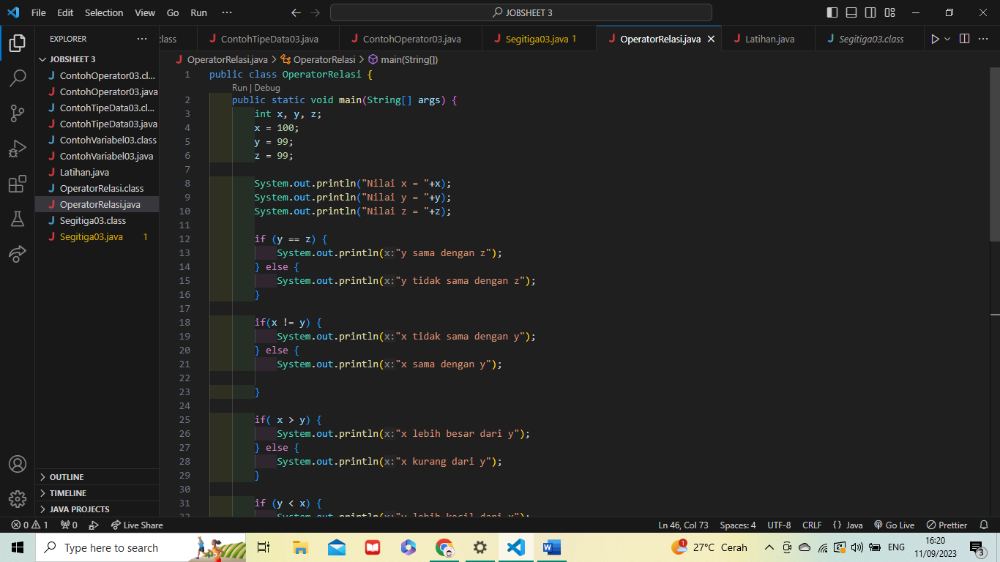 File Edit Selection View Go Run ··· JOBSHEET 3
EXPLORER ···
JOBSHEET 3
ContohOperator03.cl...
ContohOperator03.java
ContohTipeData03.cl...
ContohTipeData03.java
ContohVariabel03.class
ContohVariabel03.java
Latihan.java
OperatorRelasi.class
OperatorRelasi.java
Segitiga03.class
Segitiga03.java 1
OUTLINE
TIMELINE
JAVA PROJECTS
class ContohTipeData03.java ContohOperator03.java Segitiga03.java 1 OperatorRelasi.java Latihan.java Segitiga03.class
OperatorRelasi.java > OperatorRelasi > main(String[])
1 public class OperatorRelasi {
Run | Debug
2 public static void main(String[] args) {
3 int x, y, z;
4 x = 100;
5 y = 99;
6 z = 99;
7
8 System.out.println("Nilai x = "+x);
9 System.out.println("Nilai y = "+y);
10 System.out.println("Nilai z = "+z);
11
12 if (y == z) {
13 System.out.println(x:"y sama dengan z");
14 } else {
15 System.out.println(x:"y tidak sama dengan z");
16 }
17
18 if(x != y) {
19 System.out.println(x:"x tidak sama dengan y");
20 } else {
21 System.out.println(x:"x sama dengan y");
22
23 }
24
25 if( x > y) {
26 System.out.println(x:"x lebih besar dari y");
27 } else {
28 System.out.println(x:"x kurang dari y");
29 }
30
31 if (y < x) {
32 System.out.println(x:"y lebih kecil dari x");
0 1 0 Live Share Ln 46, Col 73 Spaces: 4 UTF-8 CRLF {} Java Go Live Prettier
Type here to search 1 27°C Cerah ENG 16:20
11/09/2023 3